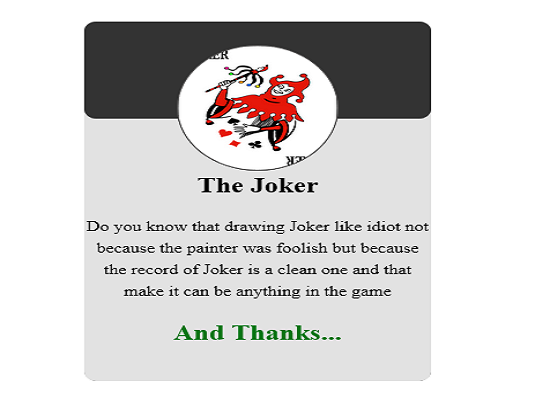 ER
ER
The Joker
Do you know that drawing Joker like idiot not
because the painter was foolish but because
the record of Joker is a clean one and that
make it can be anything in the game
And Thanks...